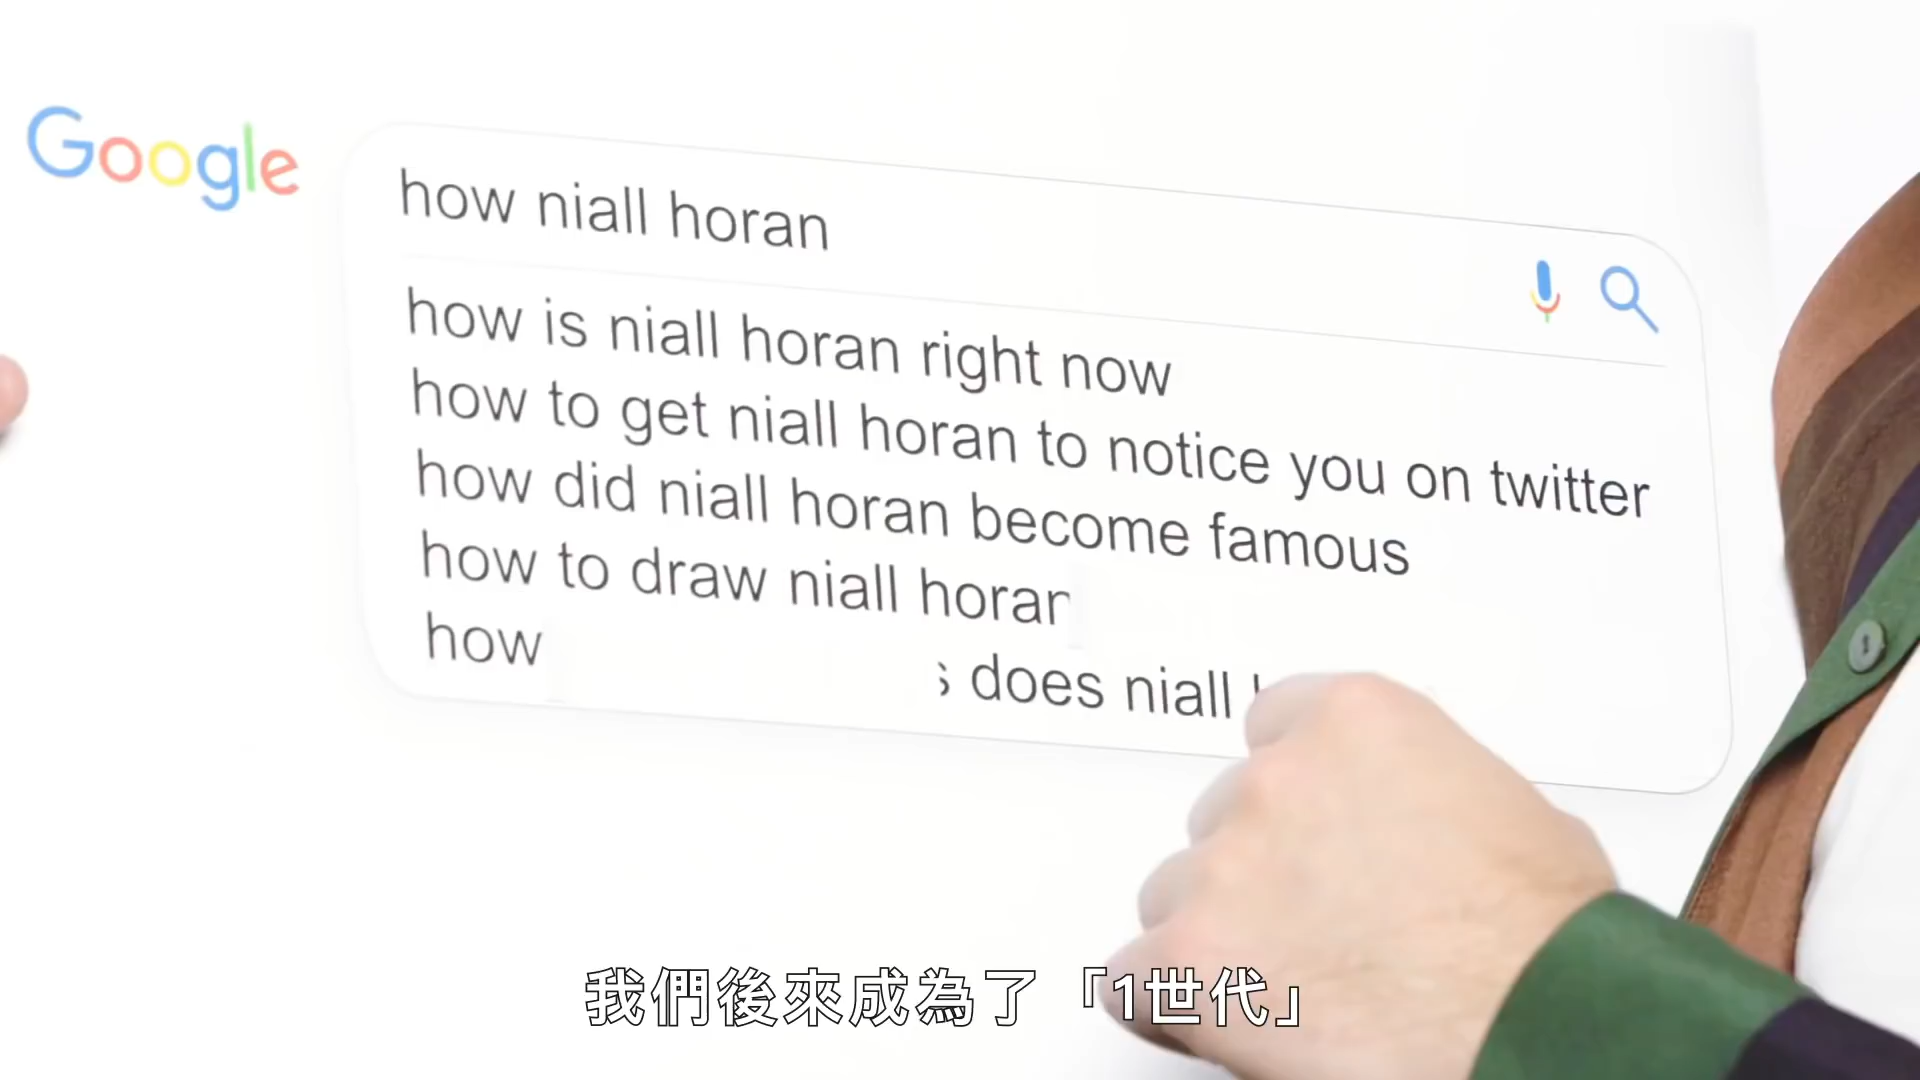 Google
how niall horan
how is niall horan right now
how to get niall horan to notice you on twitter
how did niall horan become famous
how to draw niall horan
how does niall
我們後來成為了「1世代」